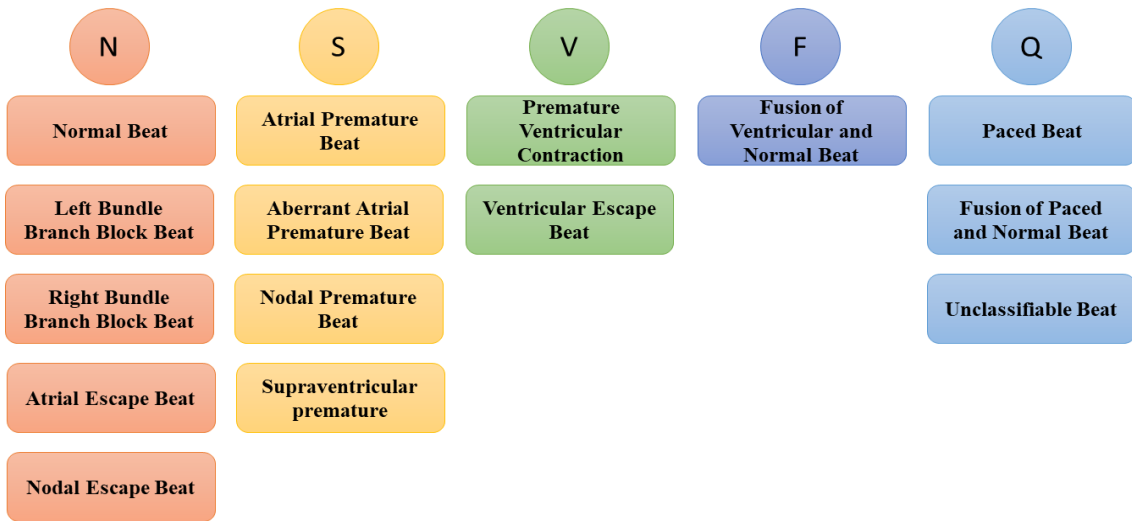 N
Normal Beat
Left Bundle
Branch Block Beat
Right Bundle
Branch Block Beat
Atrial Escape Beat
Nodal Escape Beat
S
Atrial Premature
Beat
Aberrant Atrial
Premature Beat
Nodal Premature
Beat
Supraventricular
premature
V
Premature
Ventricular
Contraction
Ventricular Escape
Beat
F
Fusion of
Ventricular and
Normal Beat
Q
Paced Beat
Fusion of Paced
and Normal Beat
Unclassifiable Beat